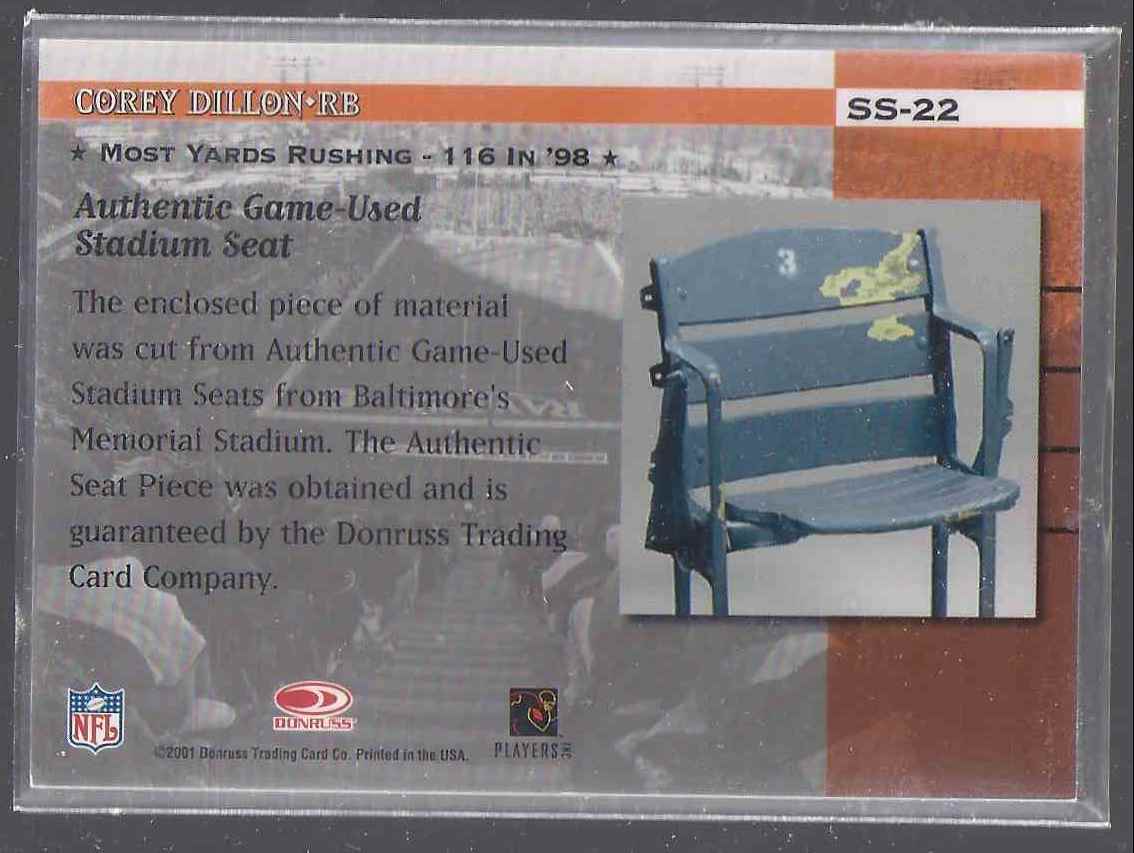 COREY DILLON•RB
SS-22
★ MOST YARDS RUSHING - 116 IN '98 ★
Authentic Game-Used
Stadium Seat
The enclosed piece of material
was cut from Authentic Game-Used
Stadium Seats from Baltimore's
Memorial Stadium. The Authentic
Seat Piece was obtained and is
guaranteed by the Donruss Trading
Card Company.
3
NFL
DONRUSS
©2001 Donruss Trading Card Co. Printed in the USA.
PLAYERS INC